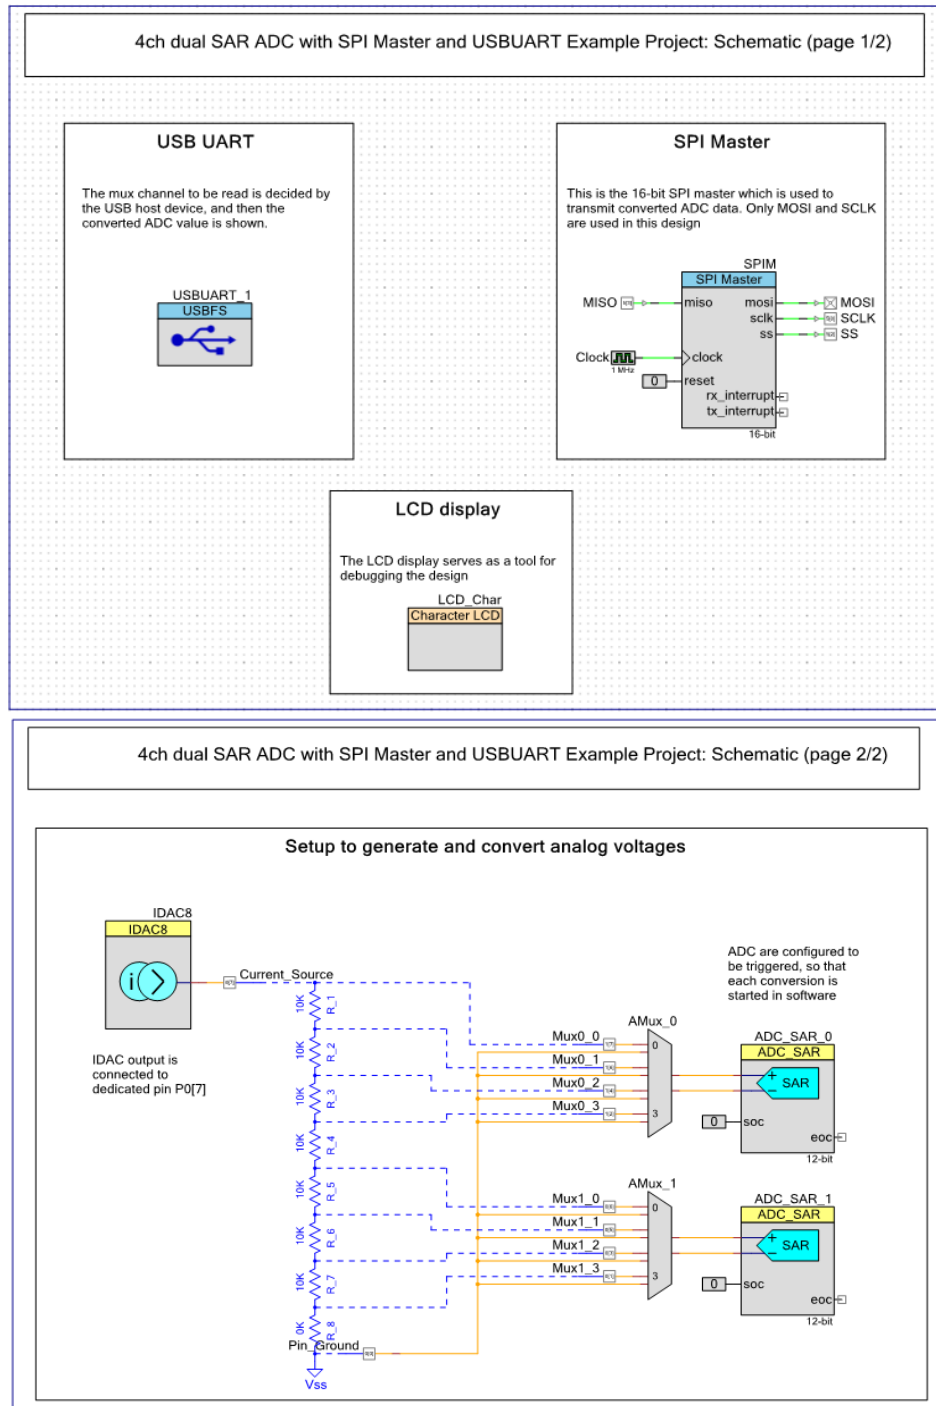 4ch dual SAR ADC with SPI Master and USBUART Example Project: Schematic (page 1/2)
USB UART
The mux channel to be read is decided by
the USB host device, and then the
converted ADC value is shown.
USBUART_1
USBFS
SPI Master
This is the 16-bit SPI master which is used to
transmit converted ADC data. Only MOSI and SCLK
are used in this design
SPIM
SPI Master
MISO
miso
mosi
MOSI
sclk
SCLK
ss
SS
Clock
1 MHz
clock
0
reset
rx_interrupt
tx_interrupt
16-bit
LCD display
The LCD display serves as a tool for
debugging the design
LCD_Char
Character LCD
4ch dual SAR ADC with SPI Master and USBUART Example Project: Schematic (page 2/2)
Setup to generate and convert analog voltages
IDAC8
IDAC8
i
Current_Source
IDAC output is
connected to
dedicated pin P0[7]
10K
R_1
10K
R_2
10K
R_3
10K
R_4
10K
R_5
10K
R_6
10K
R_7
0K
R_8
Pin_Ground
Vss
ADC are configured to
be triggered, so that
each conversion is
started in software
AMux_0
Mux0_0
0
Mux0_1
Mux0_2
Mux0_3
3
ADC_SAR_0
ADC_SAR
SAR
0
soc
eoc
12-bit
AMux_1
Mux1_0
0
Mux1_1
Mux1_2
Mux1_3
3
ADC_SAR_1
ADC_SAR
SAR
0
soc
eoc
12-bit